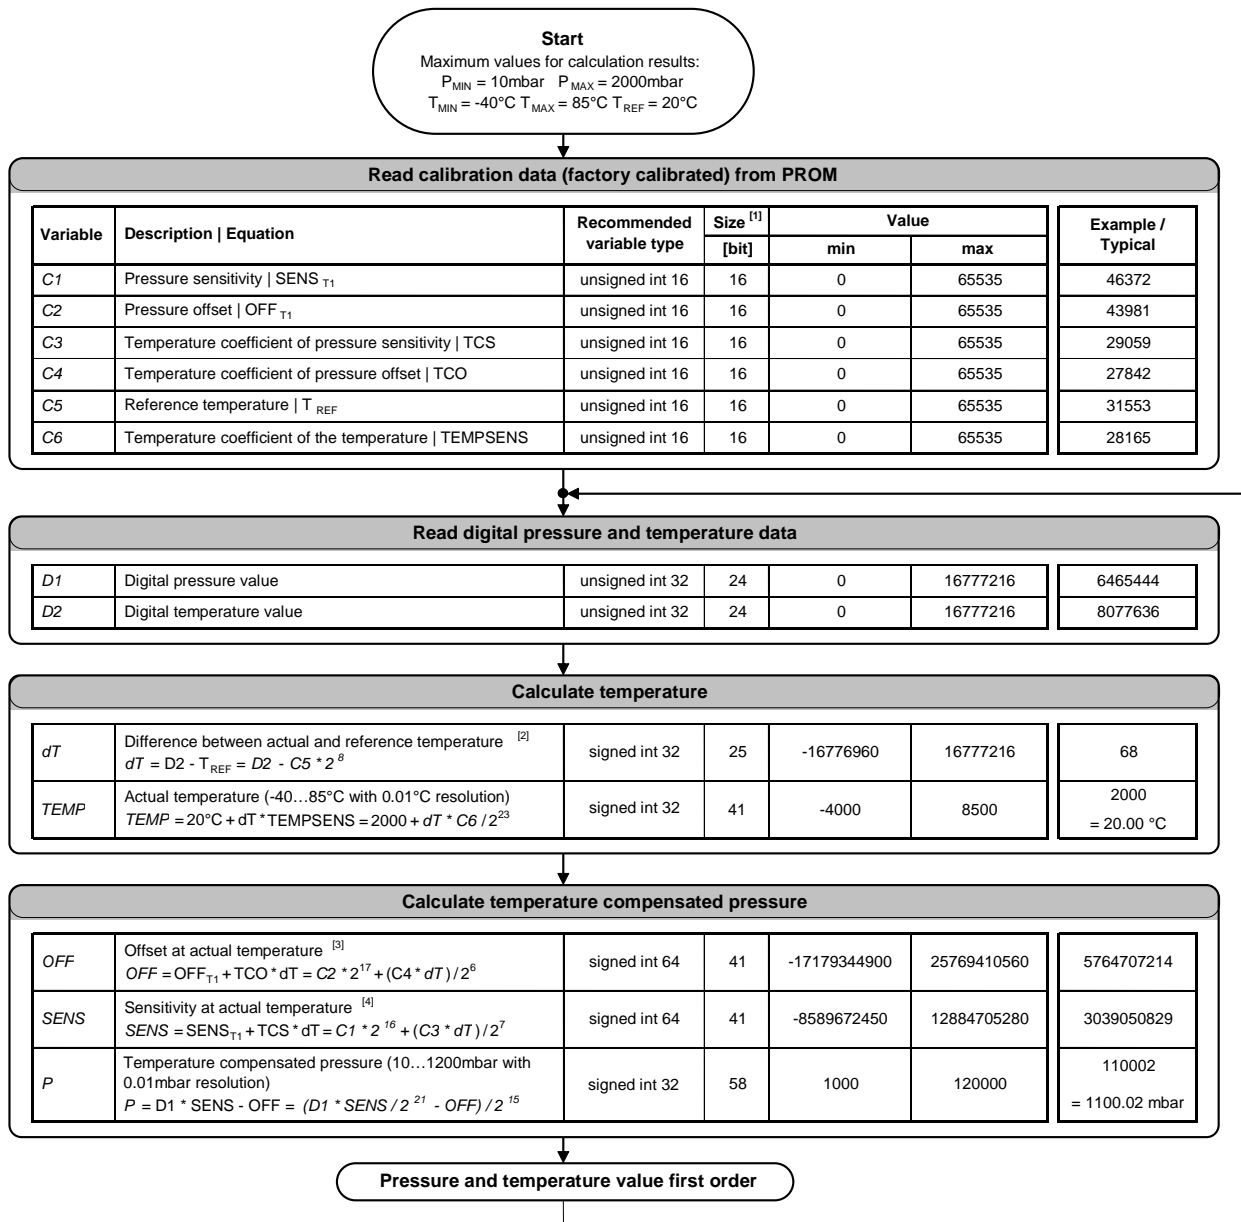 Start
Maximum values for calculation results:
P MIN = 10mbar P MAX = 2000mbar
T MIN = -40°C T MAX = 85°C T REF = 20°C
Read calibration data (factory calibrated) from PROM
Variable Description | Equation Recommended variable type Size [1] [bit] Value min max Example / Typical
C1 Pressure sensitivity | SENS T1 unsigned int 16 16 0 65535 46372
C2 Pressure offset | OFF T1 unsigned int 16 16 0 65535 43981
C3 Temperature coefficient of pressure sensitivity | TCS unsigned int 16 16 0 65535 29059
C4 Temperature coefficient of pressure offset | TCO unsigned int 16 16 0 65535 27842
C5 Reference temperature | T REF unsigned int 16 16 0 65535 31553
C6 Temperature coefficient of the temperature | TEMPSENS unsigned int 16 16 0 65535 28165
Read digital pressure and temperature data
D1 Digital pressure value unsigned int 32 24 0 16777216 6465444
D2 Digital temperature value unsigned int 32 24 0 16777216 8077636
Calculate temperature
Difference between actual and reference temperature [2]
dT signed int 32 25 -16776960 16777216 68
dT = D2 - T REF = D2 - C5 * 2^8
Actual temperature (-40…85°C with 0.01°C resolution) 2000
TEMP signed int 32 41 -4000 8500
TEMP = 20°C + dT * TEMPSENS = 2000 + dT * C6 / 2^23 = 20.00 °C
Calculate temperature compensated pressure
Offset at actual temperature [3]
OFF signed int 64 41 -17179344900 25769410560 5764707214
OFF = OFF T1 + TCO * dT = C2 * 2^17 + (C4 * dT) / 2^6
Sensitivity at actual temperature [4]
SENS signed int 64 41 -8589672450 12884705280 3039050829
SENS = SENS T1 + TCS * dT = C1 * 2^16 + (C3 * dT) / 2^7
Temperature compensated pressure (10…1200mbar with 110002
P 0.01mbar resolution) signed int 32 58 1000 120000
P = D1 * SENS - OFF = (D1 * SENS / 2^21 - OFF) / 2^15 = 1100.02 mbar
Pressure and temperature value first order